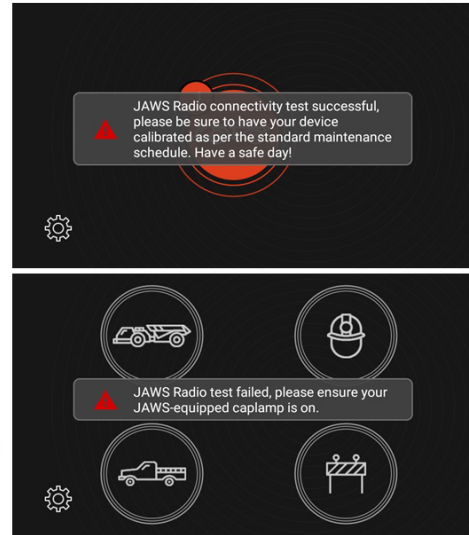 JAWS Radio connectivity test successful,
please be sure to have your device
calibrated as per the standard maintenance
schedule. Have a safe day!
JAWS Radio test failed, please ensure your
JAWS-equipped caplamp is on.